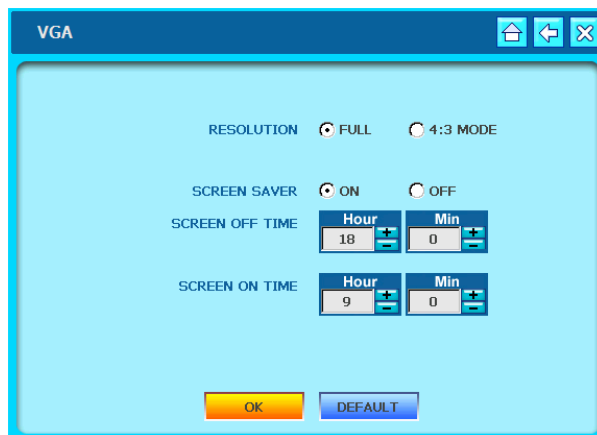 VGA
RESOLUTION FULL 4:3 MODE
SCREEN SAVER ON OFF
SCREEN OFF TIME Hour 18 + - Min 0 + -
SCREEN ON TIME Hour 9 + - Min 0 + -
OK DEFAULT